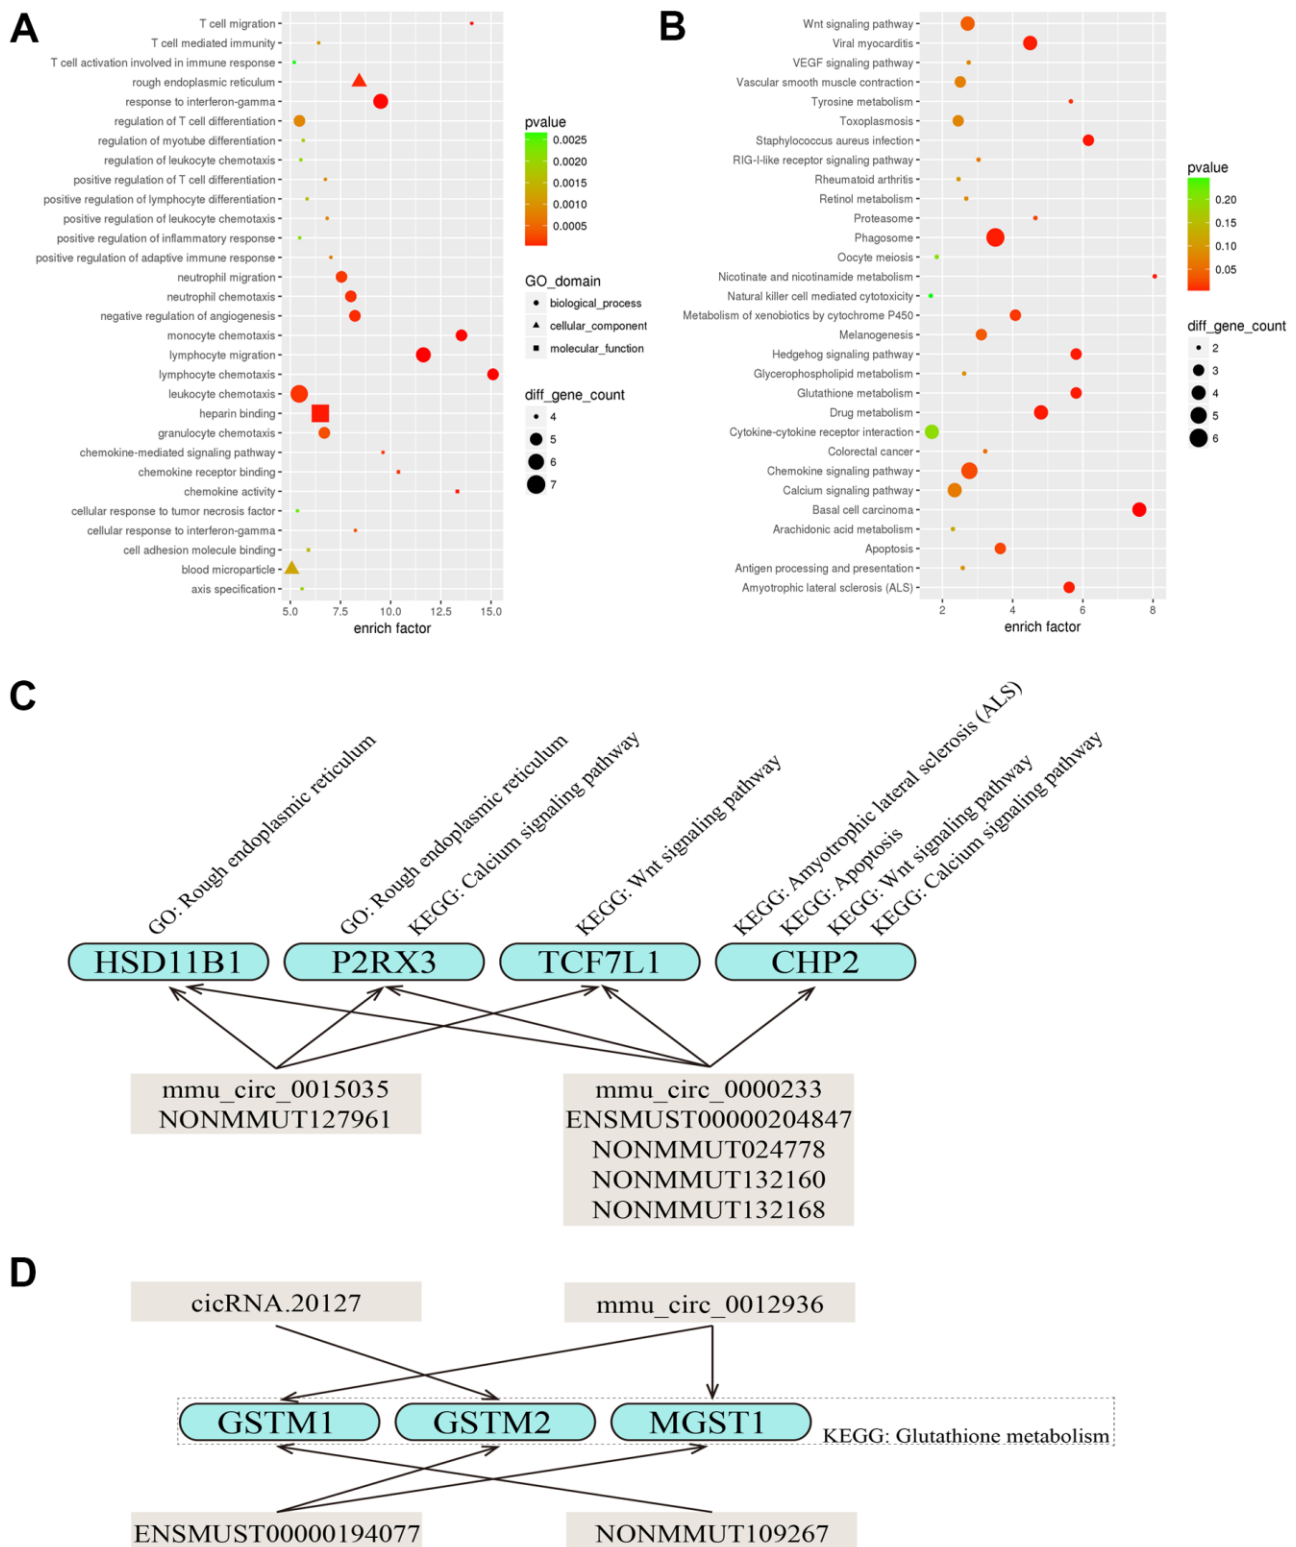 A
T cell migration
T cell mediated immunity
T cell activation involved in immune response
rough endoplasmic reticulum
response to interferon-gamma
regulation of T cell differentiation
regulation of myotube differentiation
regulation of leukocyte chemotaxis
positive regulation of T cell differentiation
positive regulation of lymphocyte differentiation
positive regulation of leukocyte chemotaxis
positive regulation of inflammatory response
positive regulation of adaptive immune response
neutrophil migration
neutrophil chemotaxis
negative regulation of angiogenesis
monocyte chemotaxis
lymphocyte migration
lymphocyte chemotaxis
leukocyte chemotaxis
heparin binding
granulocyte chemotaxis
chemokine-mediated signaling pathway
chemokine receptor binding
chemokine activity
cellular response to tumor necrosis factor
cellular response to interferon-gamma
cell adhesion molecule binding
blood microparticle
axis specification
5.0 7.5 10.0 12.5 15.0
enrich factor
pvalue
0.0025
0.0020
0.0015
0.0010
0.0005
GO_domain
biological_process
cellular_component
molecular_function
diff_gene_count
4
5
6
7
B
Wnt signaling pathway
Viral myocarditis
VEGF signaling pathway
Vascular smooth muscle contraction
Tyrosine metabolism
Toxoplasmosis
Staphylococcus aureus infection
RIG-I-like receptor signaling pathway
Rheumatoid arthritis
Retinol metabolism
Proteasome
Phagosome
Oocyte meiosis
Nicotinate and nicotinamide metabolism
Natural killer cell mediated cytotoxicity
Metabolism of xenobiotics by cytochrome P450
Melanogenesis
Hedgehog signaling pathway
Glycerophospholipid metabolism
Glutathione metabolism
Drug metabolism
Cytokine-cytokine receptor interaction
Colorectal cancer
Chemokine signaling pathway
Calcium signaling pathway
Basal cell carcinoma
Arachidonic acid metabolism
Apoptosis
Antigen processing and presentation
Amyotrophic lateral sclerosis (ALS)
2 4 6 8
enrich factor
pvalue
0.20
0.10
0.05
diff_gene_count
2
3
4
5
6
C
GO: Rough endoplasmic reticulum
GO: Rough endoplasmic reticulum
KEGG: Calcium signaling pathway
KEGG: Wnt signaling pathway
KEGG: Amyotrophic lateral sclerosis (ALS)
KEGG: Apoptosis
KEGG: Wnt signaling pathway
KEGG: Calcium signaling pathway
HSD11B1 P2RX3 TCF7L1 CHP2
mmu_circ_0015035
NONMMUT127961
mmu_circ_0000233
ENSMUST00000204847
NONMMUT024778
NONMMUT132160
NONMMUT132168
D
cicRNA.20127 mmu_circ_0012936
GSTM1 GSTM2 MGST1
KEGG: Glutathione metabolism
ENSMUST00000194077 NONMMUT109267